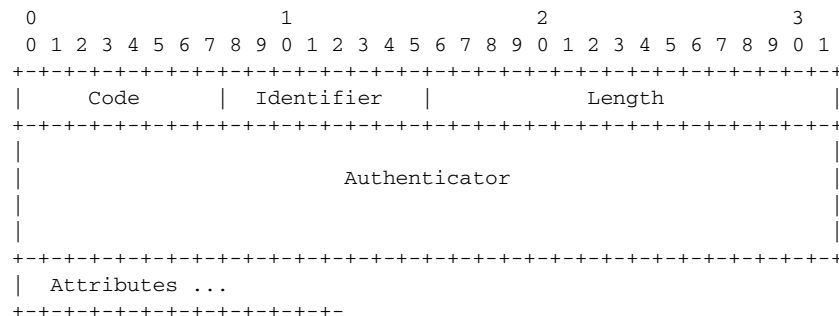 0                   1                   2                   3
 0 1 2 3 4 5 6 7 8 9 0 1 2 3 4 5 6 7 8 9 0 1 2 3 4 5 6 7 8 9 0 1
+-+-+-+-+-+-+-+-+-+-+-+-+-+-+-+-+-+-+-+-+-+-+-+-+-+-+-+-+-+-+-+-+
|     Code      |  Identifier   |            Length             |
+-+-+-+-+-+-+-+-+-+-+-+-+-+-+-+-+-+-+-+-+-+-+-+-+-+-+-+-+-+-+-+-+
|                                                               |
|                         Authenticator                         |
|                                                               |
|                                                               |
+-+-+-+-+-+-+-+-+-+-+-+-+-+-+-+-+-+-+-+-+-+-+-+-+-+-+-+-+-+-+-+-+
|  Attributes ...
+-+-+-+-+-+-+-+-+-+-+-+-+-